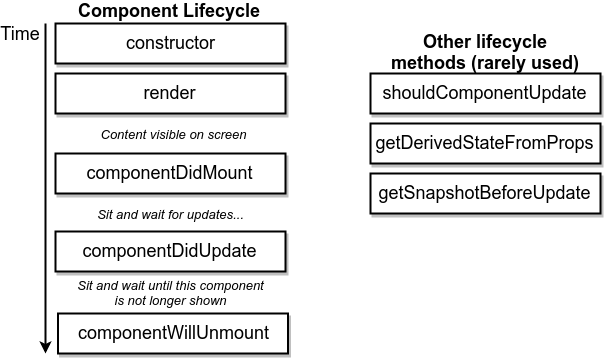 Component Lifecycle
Time
constructor
render
Content visible on screen
componentDidMount
Sit and wait for updates...
componentDidUpdate
Sit and wait until this component
is not longer shown
componentWillUnmount
Other lifecycle
methods (rarely used)
shouldComponentUpdate
getDerivedStateFromProps
getSnapshotBeforeUpdate